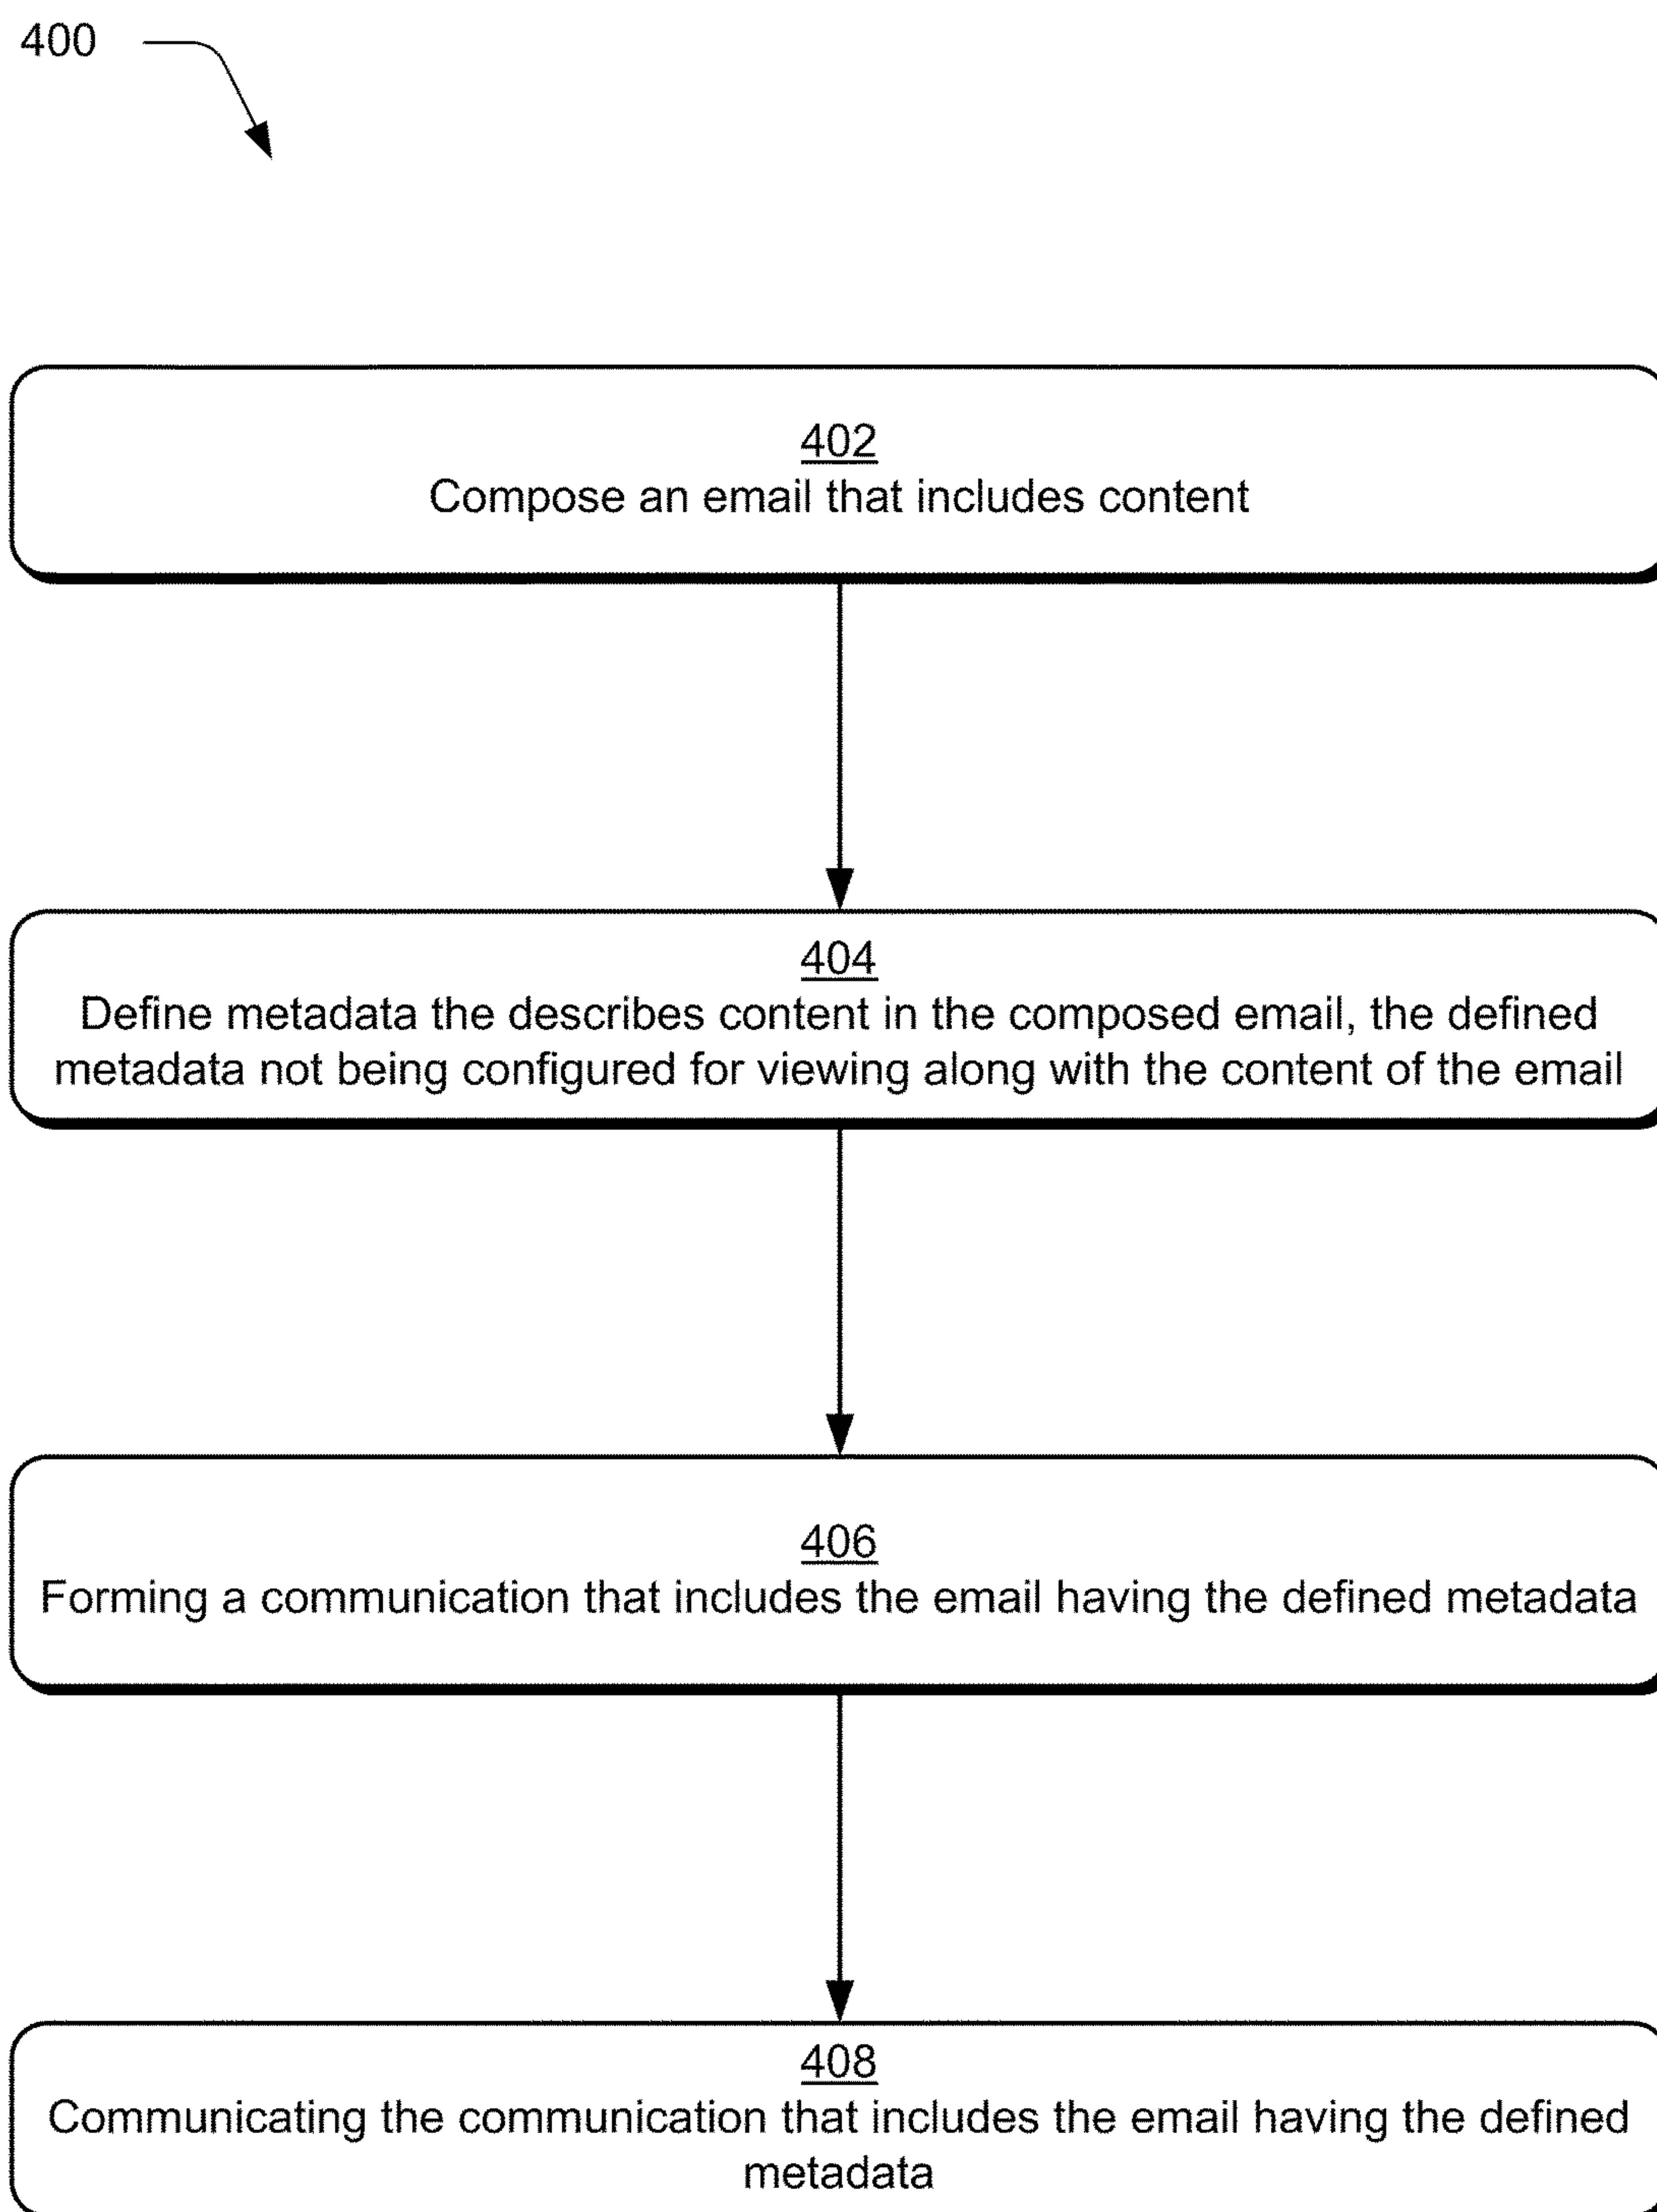 400
402
Compose an email that includes content
404
Define metadata the describes content in the composed email, the defined
metadata not being configured for viewing along with the content of the email
406
Forming a communication that includes the email having the defined metadata
408
Communicating the communication that includes the email having the defined
metadata